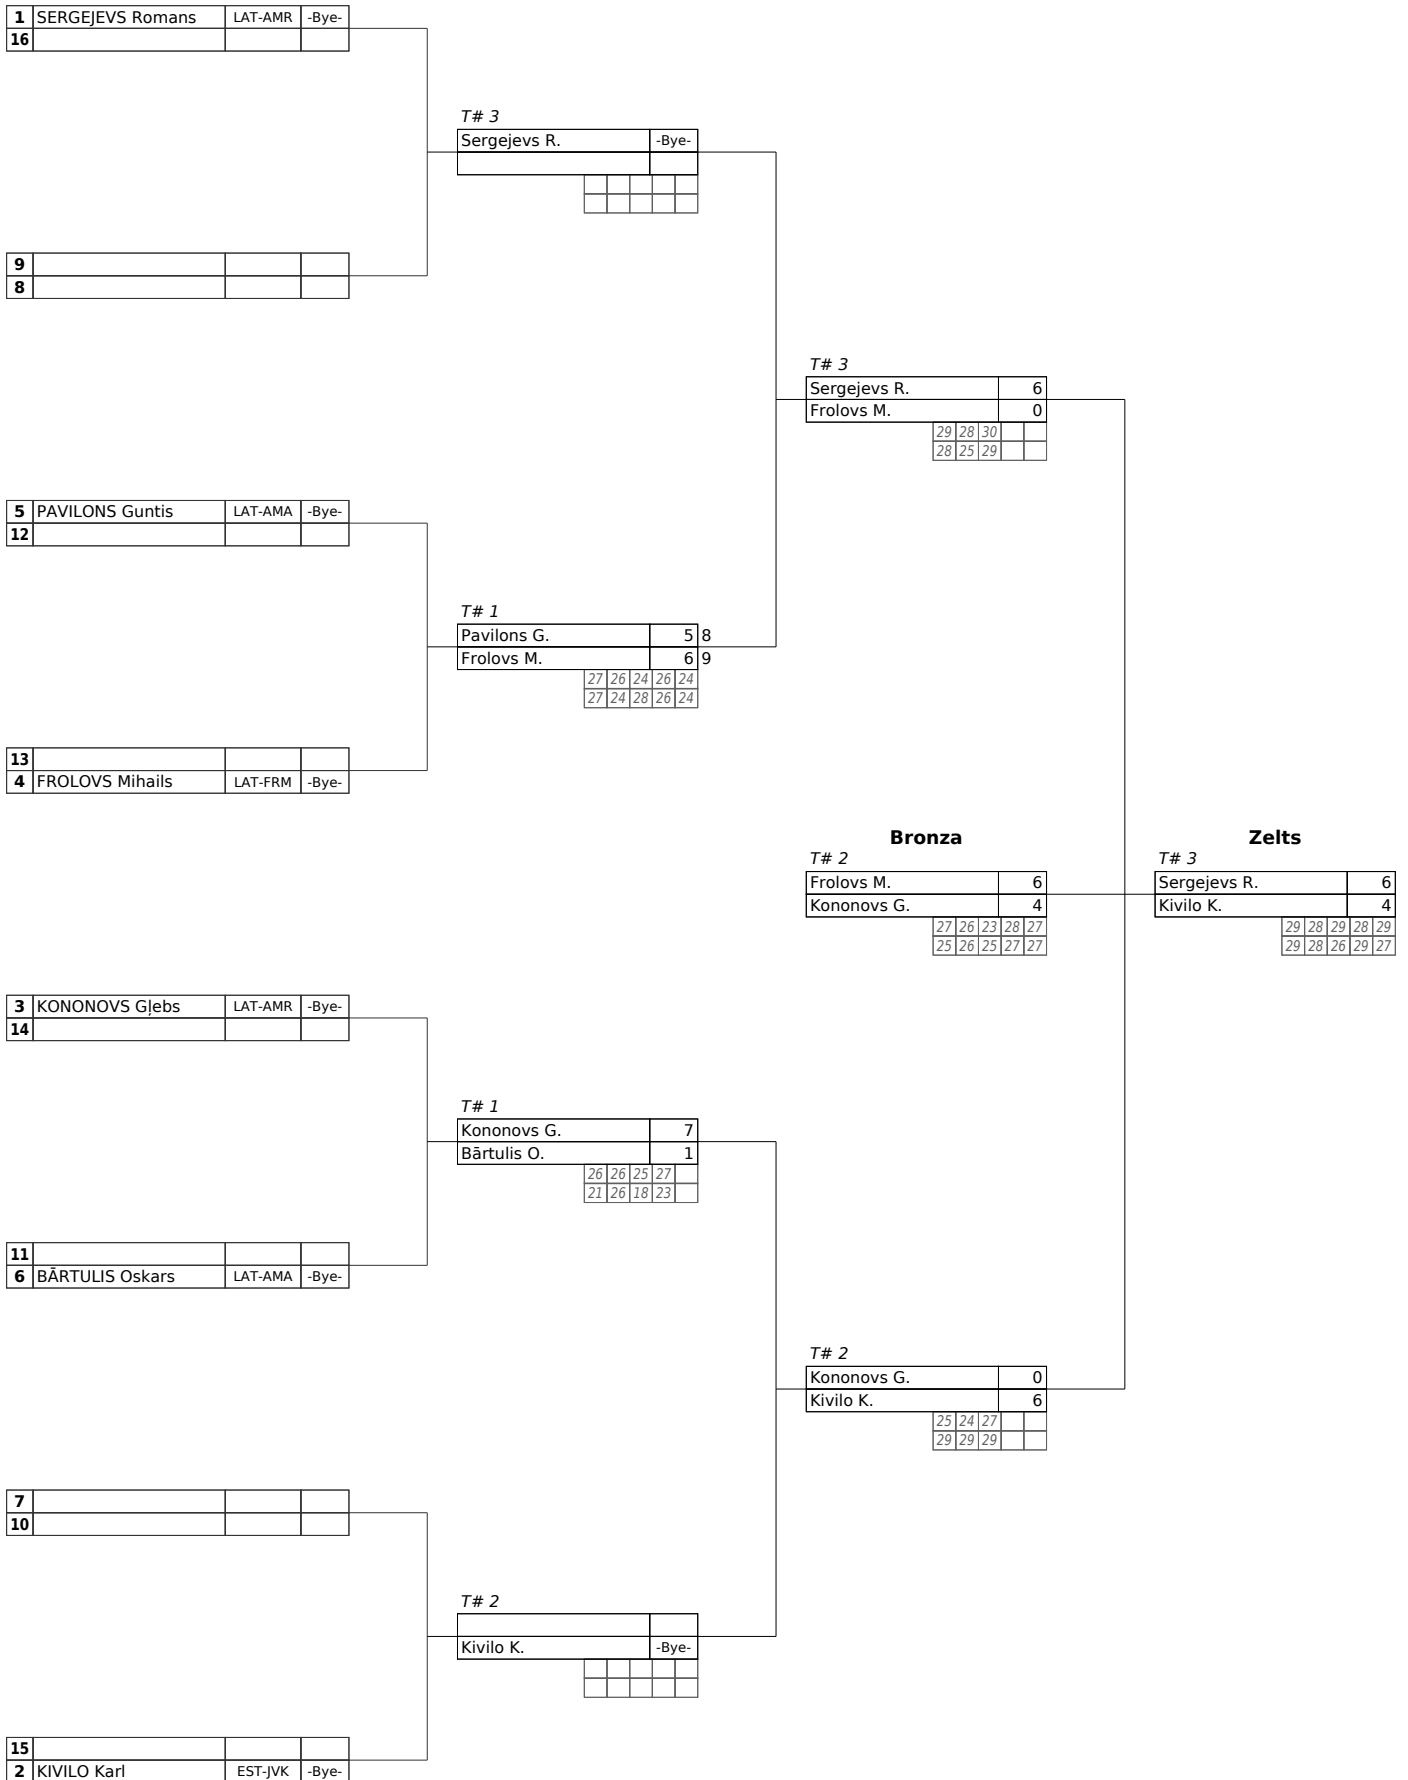 1 SERGEJEVS Romans LAT-AMR -Bye-
16
T# 3
Sergejevs R. -Bye-
9
8
T# 3
Sergejevs R. 6
Frolovs M. 0
29 28 30
28 25 29
5 PAVILONS Guntis LAT-AMA -Bye-
12
T# 1
Pavilons G. 5 8
Frolovs M. 6 9
27 26 24 26 24
27 24 28 26 24
13
4 FROLOVS Mihails LAT-FRM -Bye-
Bronza Zelts
T# 2 T# 3
Frolovs M. 6 Sergejevs R. 6
Kononovs G. 4 Kivilo K. 4
27 26 23 28 27 29 28 29 28 29
25 26 25 27 27 29 28 26 29 27
3 KONONOVS Gļebs LAT-AMR -Bye-
14
T# 1
Kononovs G. 7
Bārtulis O. 1
26 26 25 27
21 26 18 23
11
6 BĀRTULIS Oskars LAT-AMA -Bye-
T# 2
Kononovs G. 0
Kivilo K. 6
25 24 27
29 29 29
7
10
T# 2
Kivilo K. -Bye-
15
2 KIVILO Karl EST-JVK -Bye-